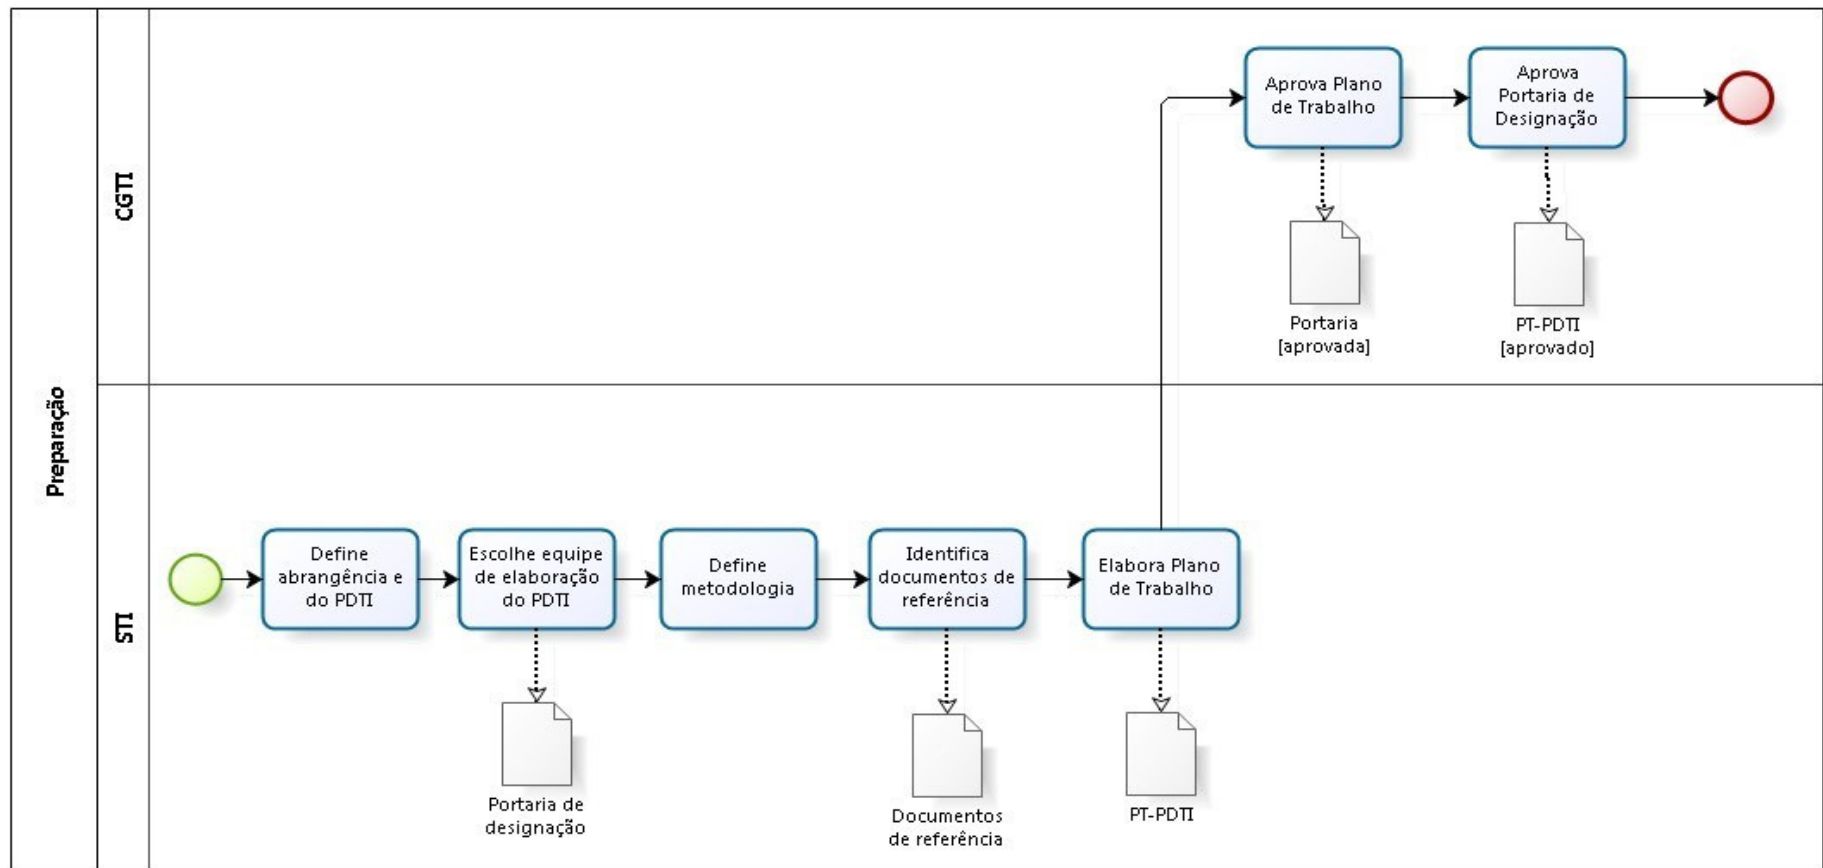 Preparação
CGTI
Aprova Plano
de Trabalho
Aprova
Portaria de
Designação
Portaria
[aprovada]
PT-PDTI
[aprovado]
STI
Define
abrangência e
do PDTI
Escolhe equipe
de elaboração
do PDTI
Define
metodologia
Identifica
documentos de
referência
Elabora Plano
de Trabalho
Portaria de
designação
Documentos
de referência
PT-PDTI